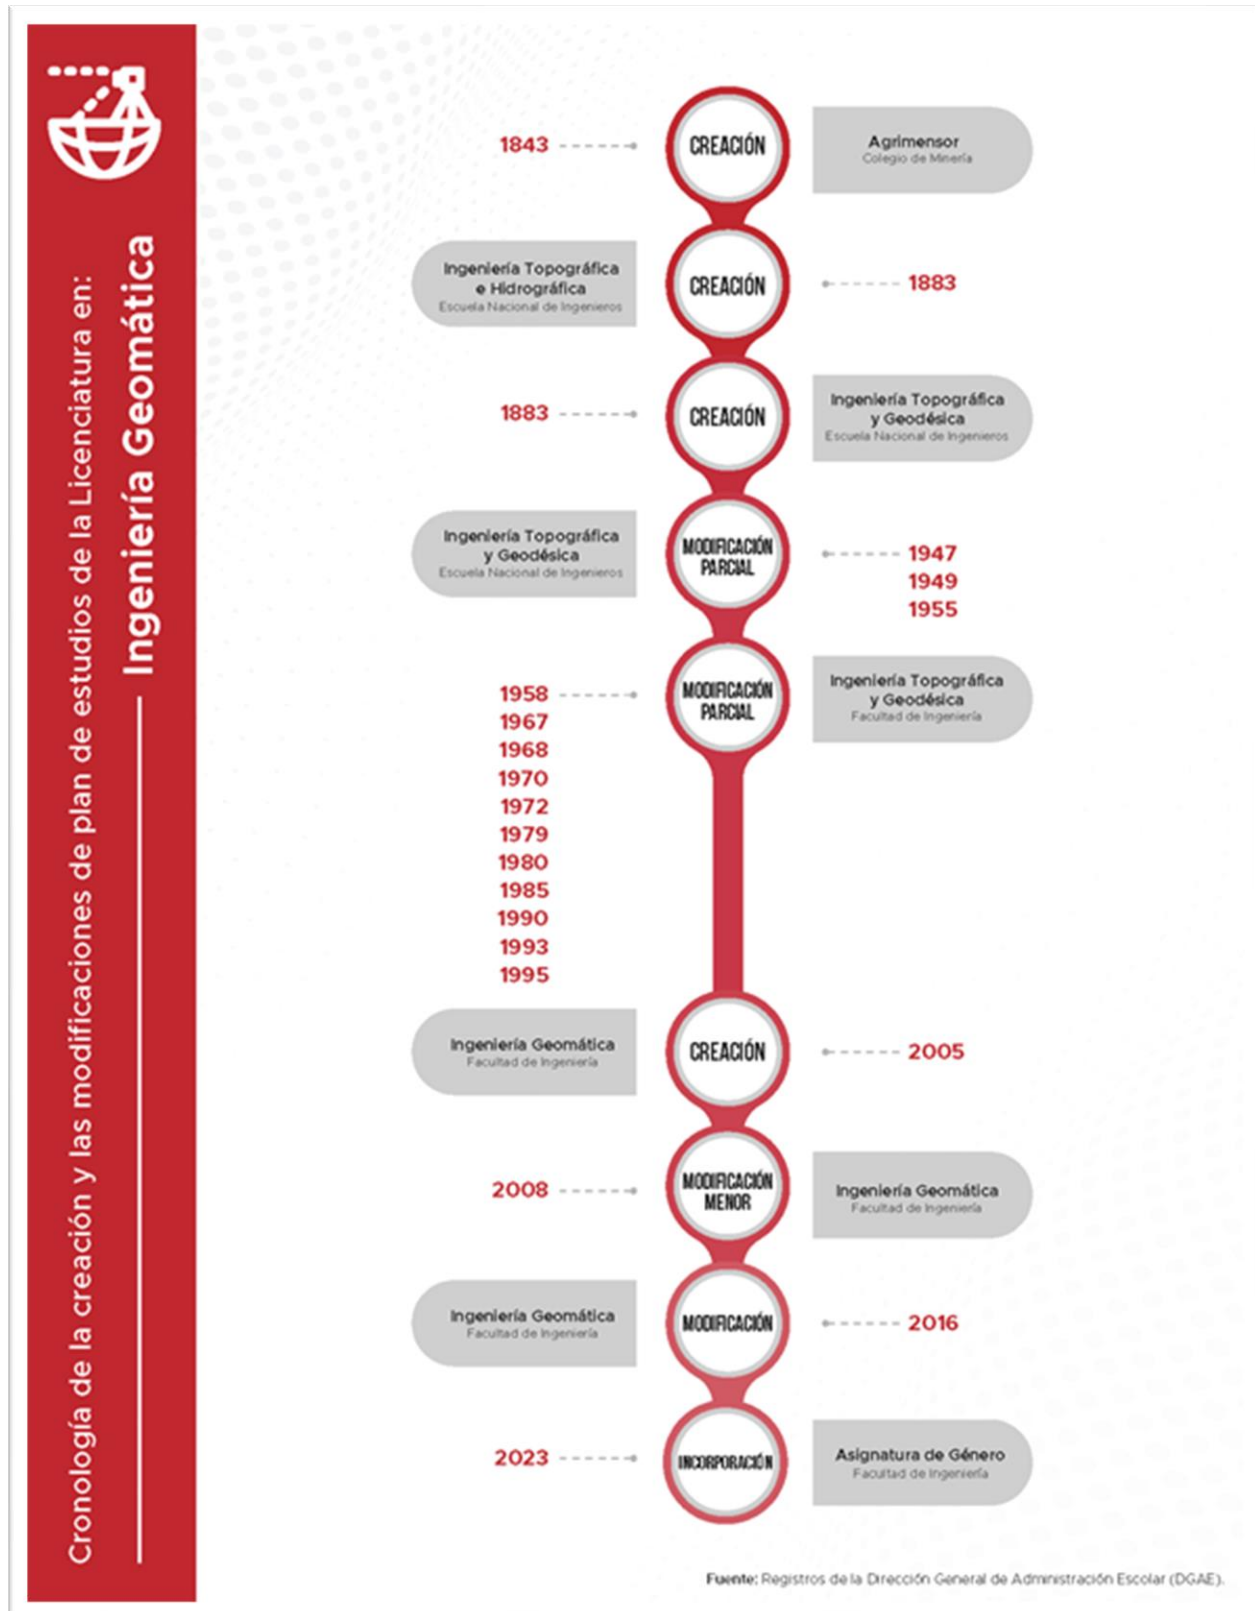 Cronología de la creación y las modificaciones de plan de estudios de la Licenciatura en:
Ingeniería Geomática
1843
CREACIÓN
Agrimensor
Colegio de Minería
Ingeniería Topográfica
e Hidrográfica
Escuela Nacional de Ingenieros
CREACIÓN
1883
1883
CREACIÓN
Ingeniería Topográfica
y Geodésica
Escuela Nacional de Ingenieros
Ingeniería Topográfica
y Geodésica
Escuela Nacional de Ingenieros
MODIFICACIÓN
PARCIAL
1947
1949
1955
1958
1967
1968
1970
1972
1979
1980
1985
1990
1993
1995
MODIFICACIÓN
PARCIAL
Ingeniería Topográfica
y Geodésica
Facultad de Ingeniería
Ingeniería Geomática
Facultad de Ingeniería
CREACIÓN
2005
2008
MODIFICACIÓN
MENOR
Ingeniería Geomática
Facultad de Ingeniería
Ingeniería Geomática
Facultad de Ingeniería
MODIFICACIÓN
2016
2023
INCORPORACIÓN
Asignatura de Género
Facultad de Ingeniería
Fuente: Registros de la Dirección General de Administración Escolar (DGAE).